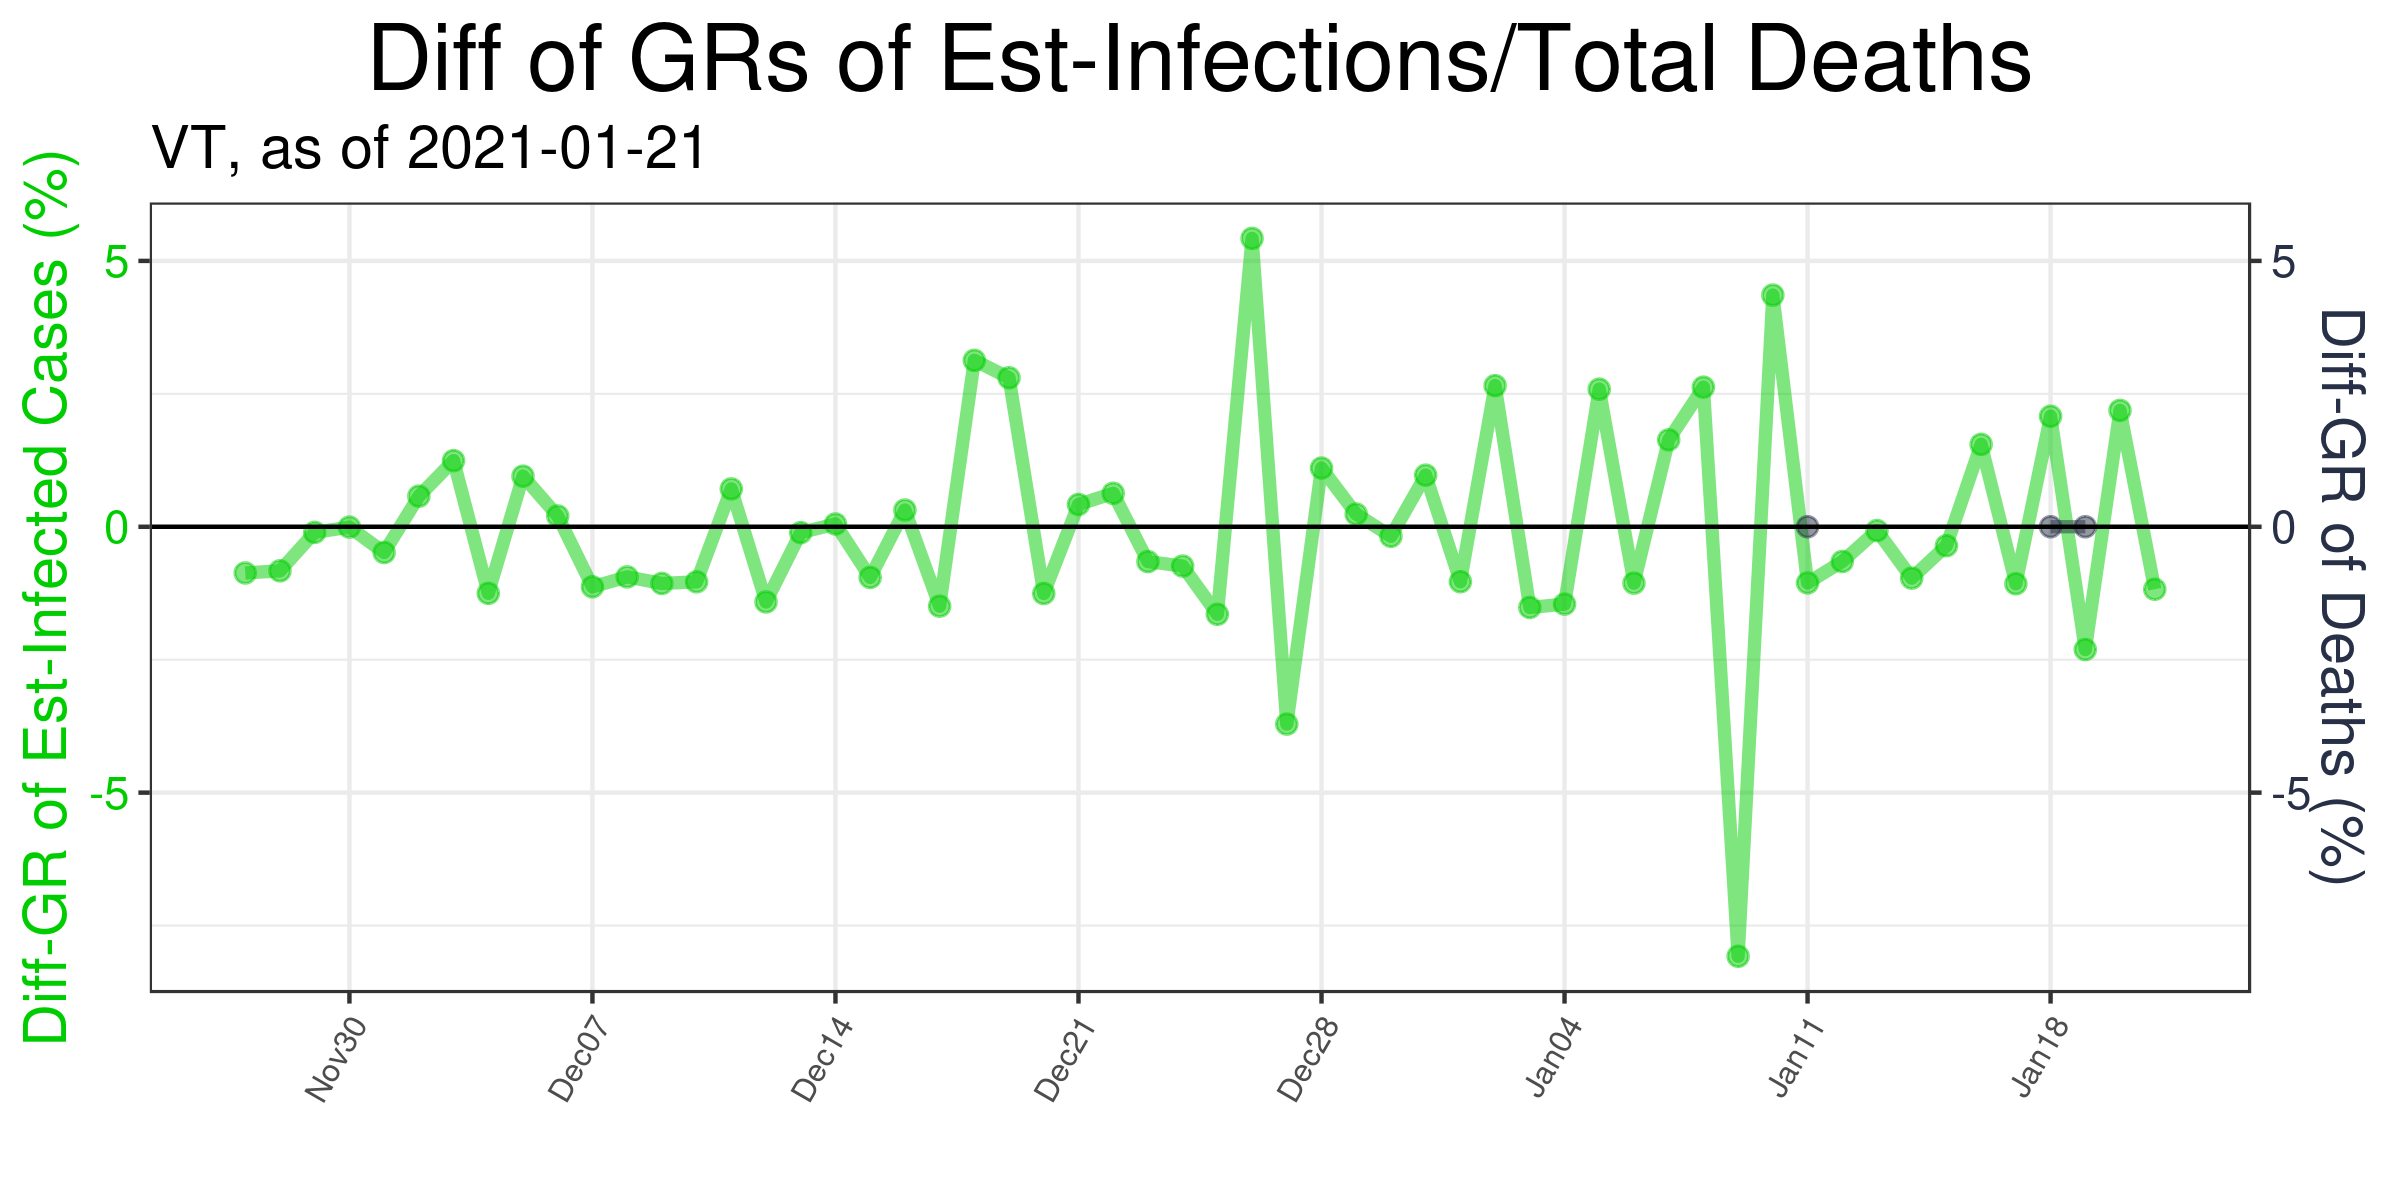 Diff of GRs of Est-Infections/Total Deaths
VT, as of 2021-01-21
Diff-GR of Est-Infected Cases (%)
5
0
-5
5
0
-5
Diff-GR of Deaths (%)
Nov30
Dec07
Dec14
Dec21
Dec28
Jan04
Jan11
Jan18